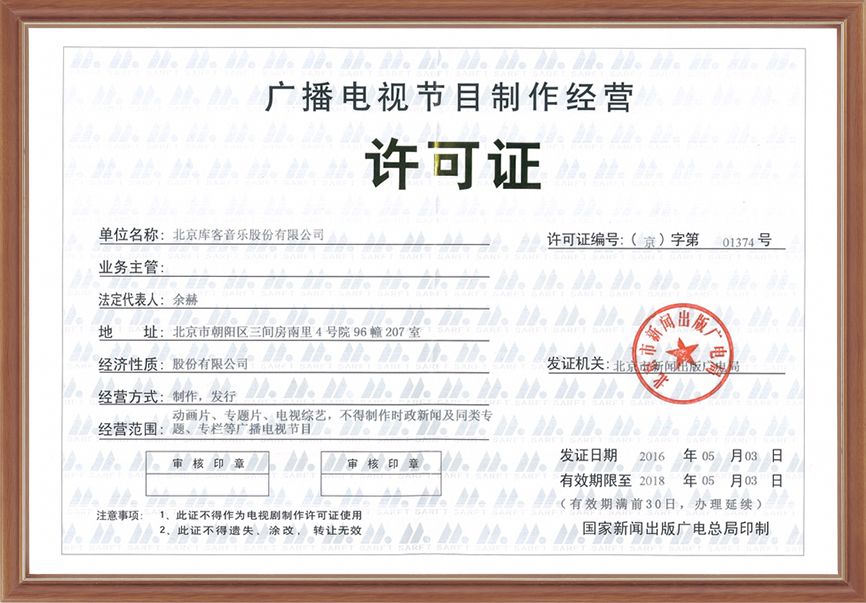 广播电视节目制作经营
许可证
单位名称：北京库客音乐股份有限公司
许可证编号：（京）字第 01374 号
业务主管：
法定代表人：余赫
地 址：北京市朝阳区三间房南里 4 号院 96 幢 207 室
经济性质：股份有限公司
发证机关：北京市新闻出版广电局
北京市新闻出版广电局
经营方式：制作，发行
经营范围：动画片、专题片、电视综艺，不得制作时政新闻及同类专
题、专栏等广播电视节目
审核印章
审核印章
发证日期 2016 年 05 月 03 日
有效期限至 2018 年 05 月 03 日
（有效期满前30日，办理延续）
国家新闻出版广电总局印制
注意事项：1、此证不得作为电视剧制作许可证使用
2、此证不得遗失、涂改，转让无效